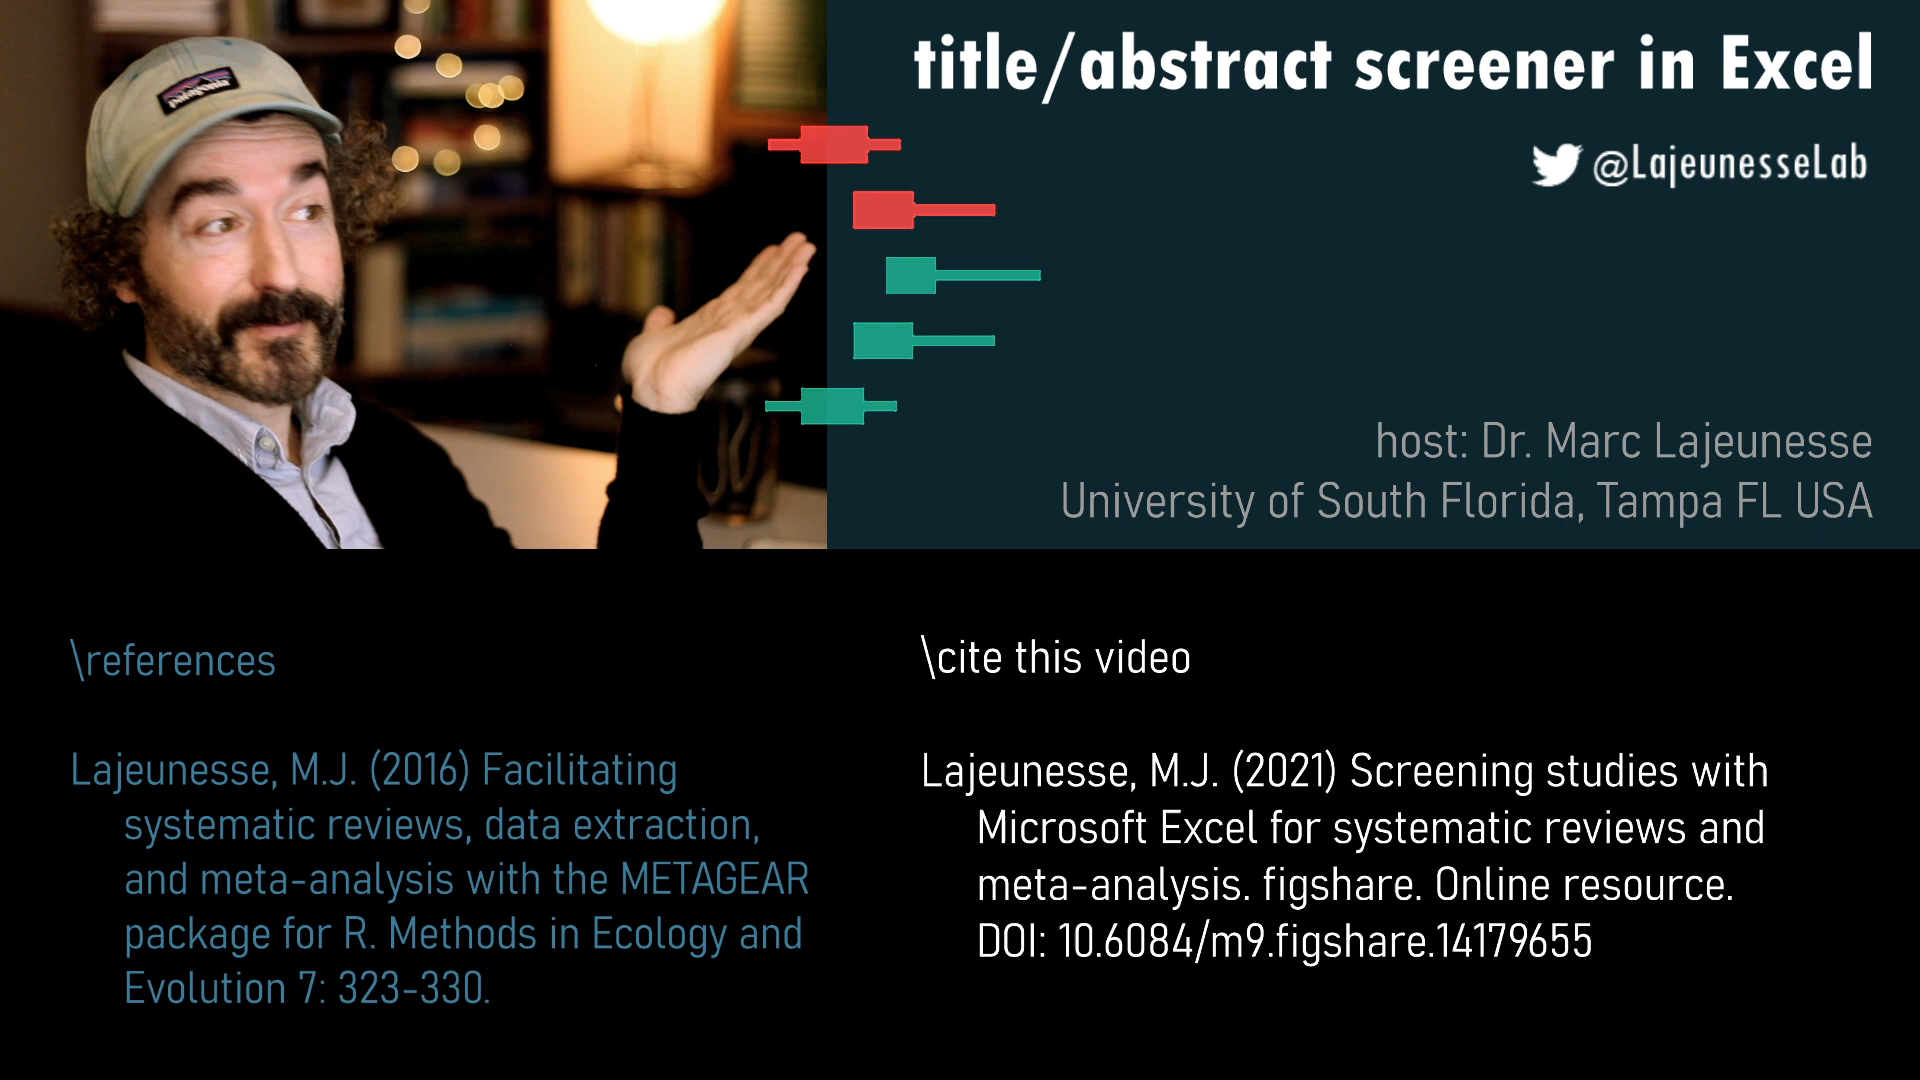 title/abstract screener in Excel
@LajeunesseLab
host: Dr. Marc Lajeunesse
University of South Florida, Tampa FL USA
\references
Lajeunesse, M.J. (2016) Facilitating
systematic reviews, data extraction,
and meta-analysis with the METAGEAR
package for R. Methods in Ecology and
Evolution 7: 323-330.
\cite this video
Lajeunesse, M.J. (2021) Screening studies with
Microsoft Excel for systematic reviews and
meta-analysis. figshare. Online resource.
DOI: 10.6084/m9.figshare.14179655